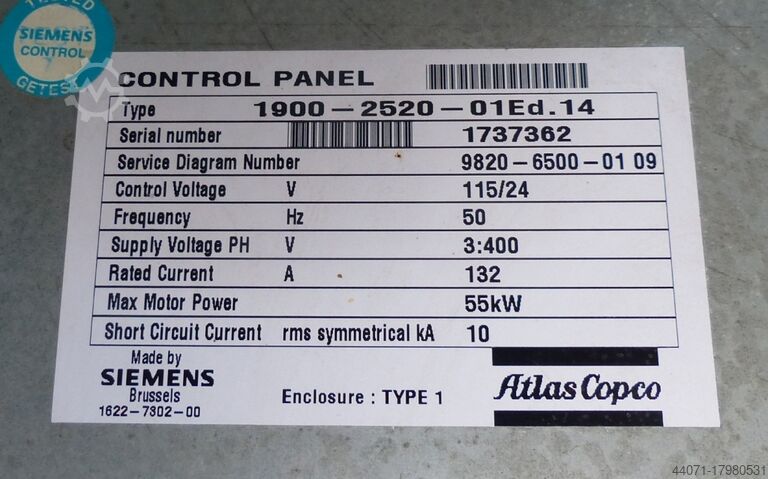 TESTED
SIEMENS
CONTROL
GETES
CONTROL PANEL
Type 1900-2520-01Ed.14
Serial number 1737362
Service Diagram Number 9820-6500-01 09
Control Voltage V 115/24
Frequency Hz 50
Supply Voltage PH V 3:400
Rated Current A 132
Max Motor Power 55kW
Short Circuit Current rms symmetrical kA 10
Made by
SIEMENS
Brussels
1622-7302-00
Enclosure : TYPE 1
Atlas Copco
44071-17980531